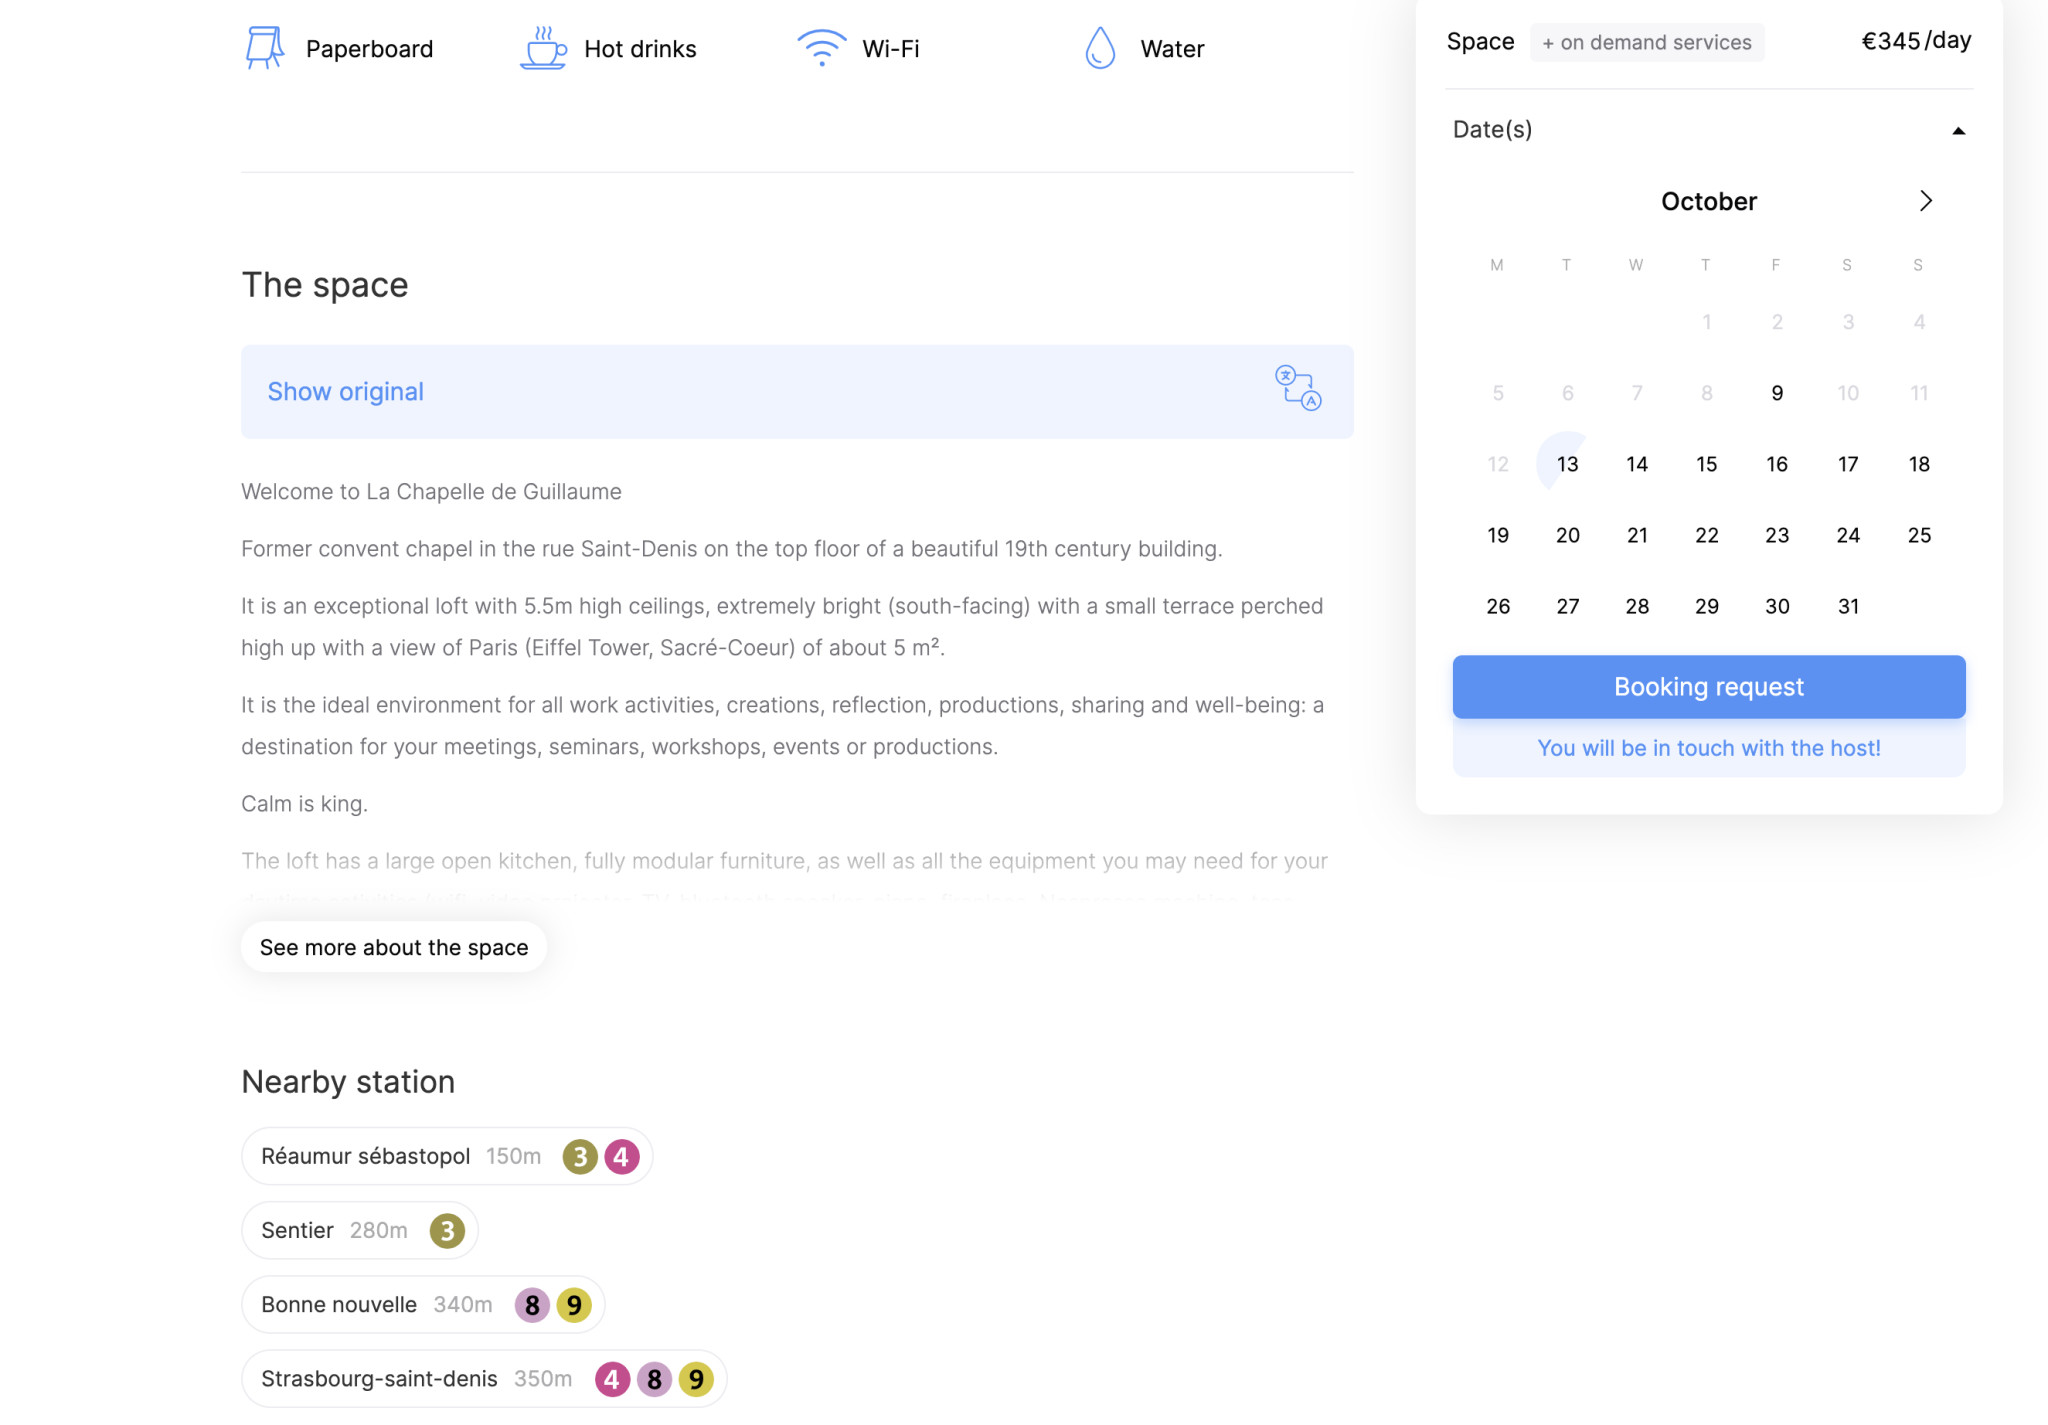 Paperboard
Hot drinks
Wi-Fi
Water
The space
Show original
Welcome to La Chapelle de Guillaume
Former convent chapel in the rue Saint-Denis on the top floor of a beautiful 19th century building.
It is an exceptional loft with 5.5m high ceilings, extremely bright (south-facing) with a small terrace perched
high up with a view of Paris (Eiffel Tower, Sacré-Coeur) of about 5 m².
It is the ideal environment for all work activities, creations, reflection, productions, sharing and well-being: a
destination for your meetings, seminars, workshops, events or productions.
Calm is king.
The loft has a large open kitchen, fully modular furniture, as well as all the equipment you may need for your
See more about the space
Nearby station
Réaumur sébastopol 150m 3 4
Sentier 280m 3
Bonne nouvelle 340m 8 9
Strasbourg-saint-denis 350m 4 8 9
Space + on demand services €345/day
Date(s)
October
M T W T F S S
1 2 3 4
5 6 7 8 9 10 11
12 13 14 15 16 17 18
19 20 21 22 23 24 25
26 27 28 29 30 31
Booking request
You will be in touch with the host!